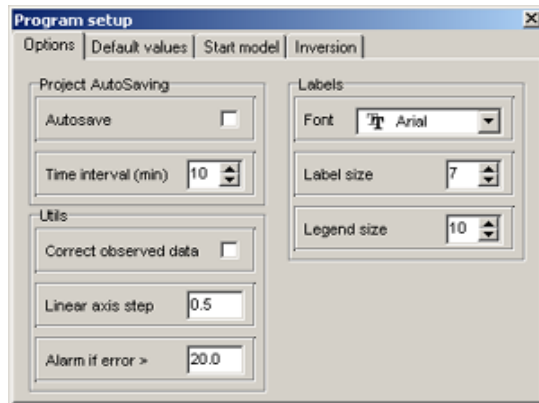 Program setup
Options Default values Start model Inversion
Project AutoSaving
Autosave
Time interval (min) 10
Utils
Correct observed data
Linear axis step 0.5
Alarm if error > 20.0
Labels
Font Arial
Label size 7
Legend size 10